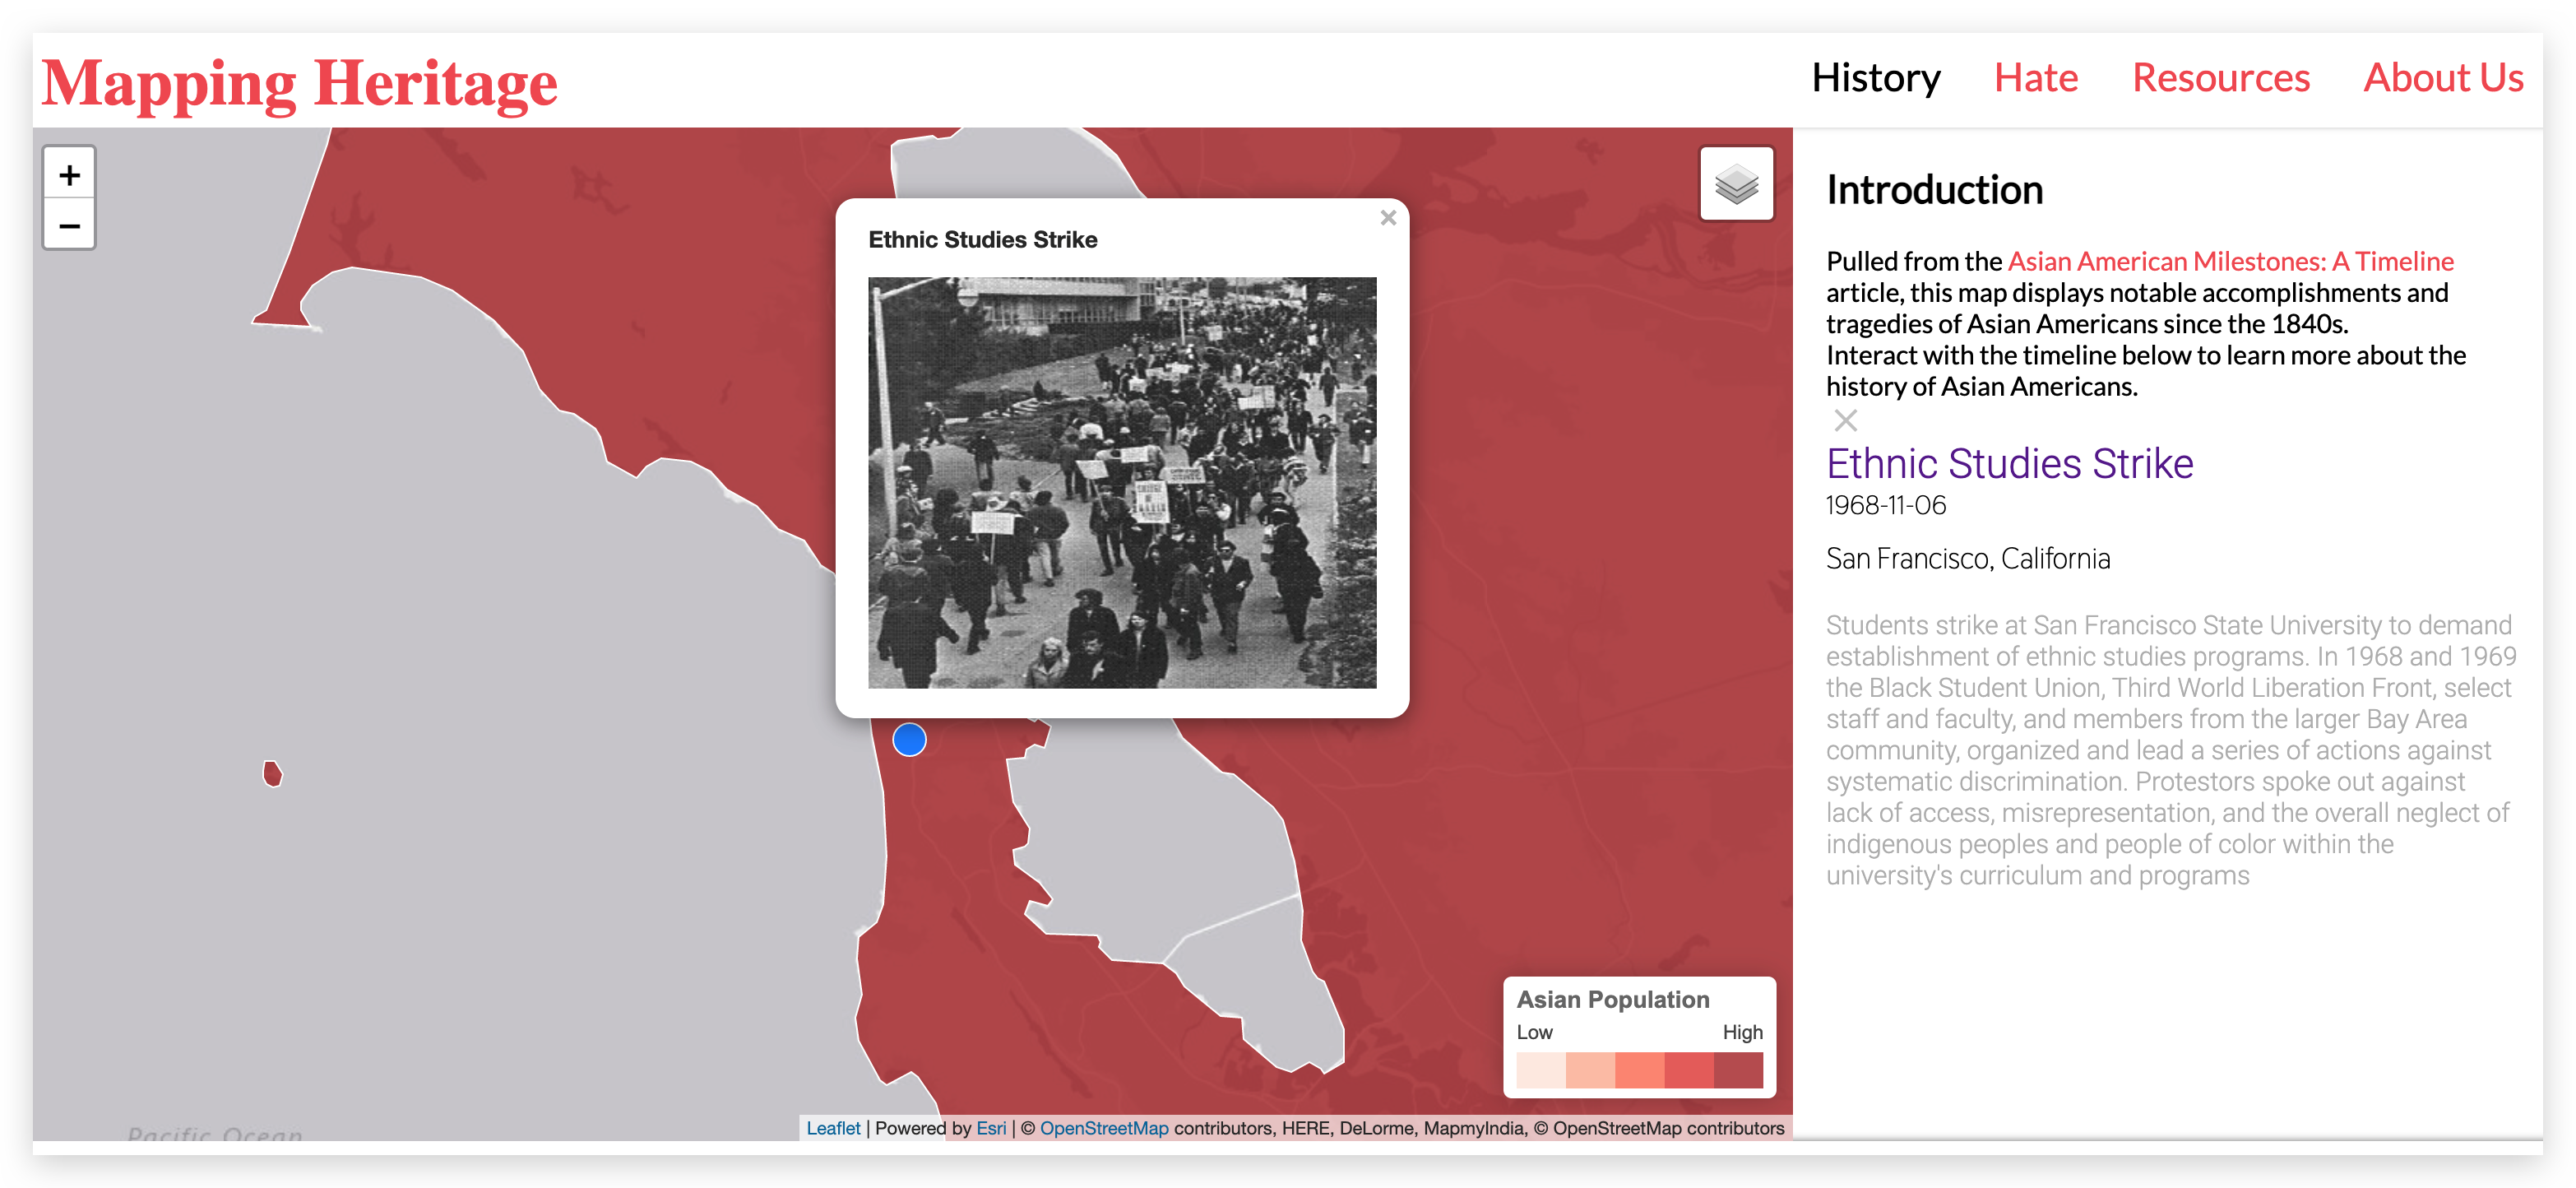 Mapping Heritage
History Hate Resources About Us
+
−
Ethnic Studies Strike
×
Introduction
Pulled from the Asian American Milestones: A Timeline
article, this map displays notable accomplishments and
tragedies of Asian Americans since the 1840s.
Interact with the timeline below to learn more about the
history of Asian Americans.
×
Ethnic Studies Strike
1968-11-06
San Francisco, California
Students strike at San Francisco State University to demand
establishment of ethnic studies programs. In 1968 and 1969
the Black Student Union, Third World Liberation Front, select
staff and faculty, and members from the larger Bay Area
community, organized and lead a series of actions against
systematic discrimination. Protestors spoke out against
lack of access, misrepresentation, and the overall neglect of
indigenous peoples and people of color within the
university's curriculum and programs
Asian Population
Low High
Pacific Ocean
Leaflet | Powered by Esri | © OpenStreetMap contributors, HERE, DeLorme, MapmyIndia, © OpenStreetMap contributors